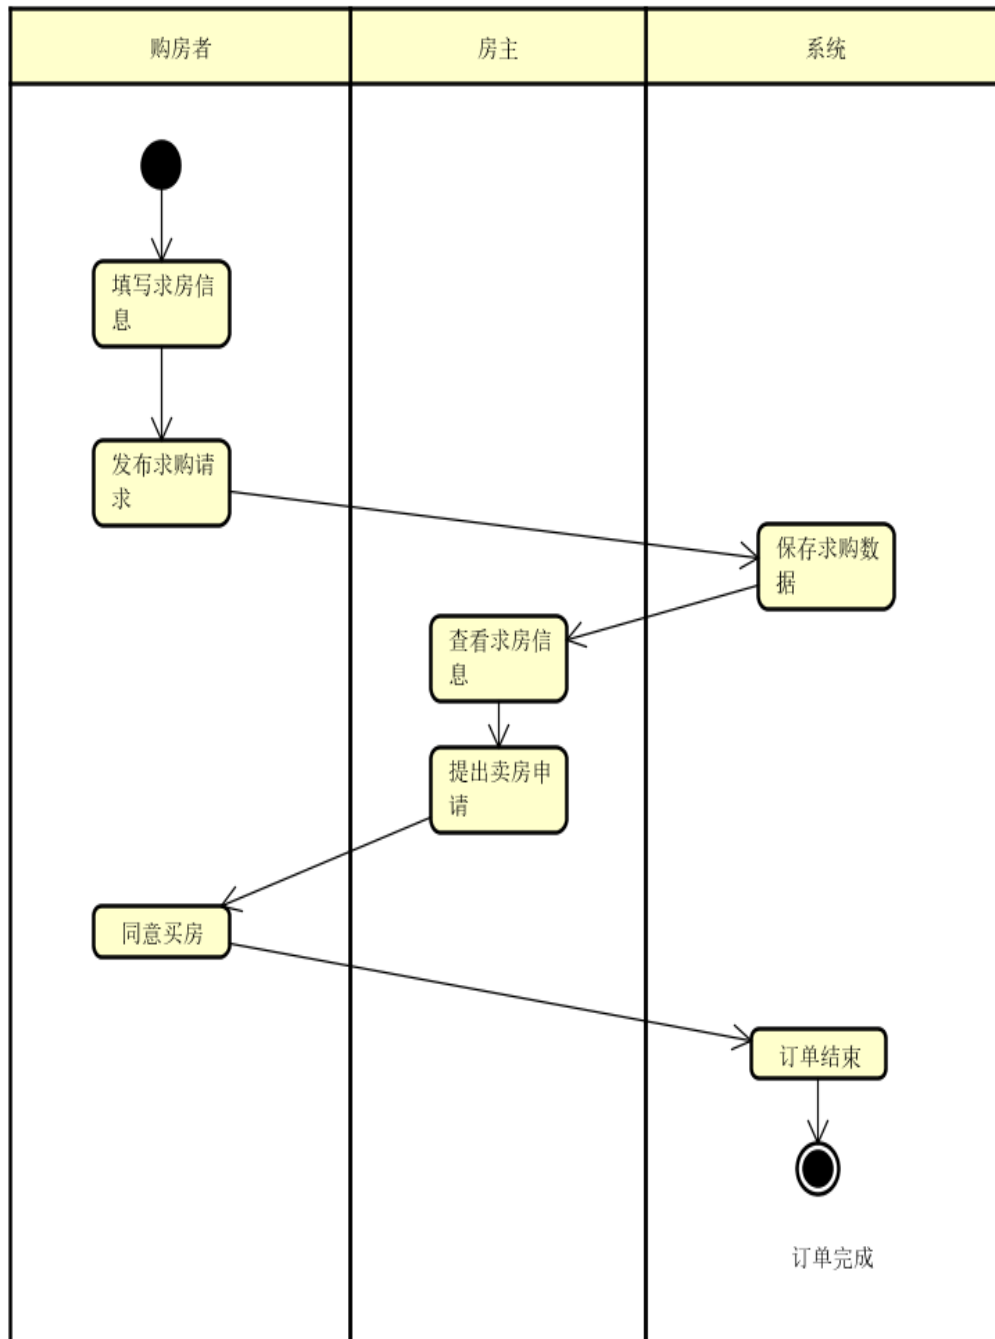 购房者
房主
系统
填写求房信
息
发布求购请
求
保存求购数
据
查看求房信
息
提出卖房申
请
同意买房
订单结束
订单完成